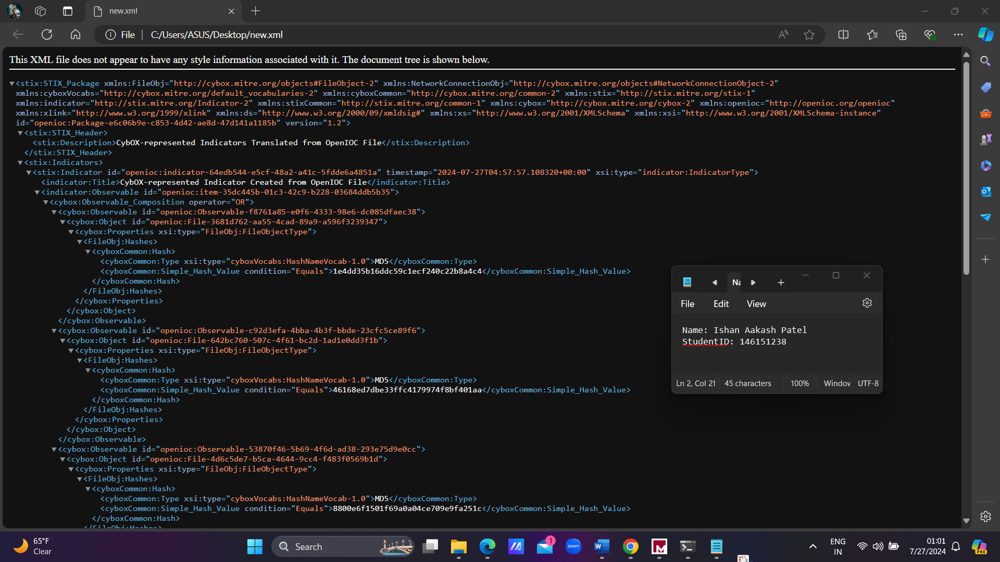 new.xml
File
C:/Users/ASUS/Desktop/new.xml
This XML file does not appear to have any style information associated with it. The document tree is shown below.
▼<stix:STIX_Package xmlns:FileObj="http://cybox.mitre.org/objects#FileObject-2" xmlns:NetworkConnectionObj="http://cybox.mitre.org/objects#NetworkConnectionObject-2"
xmlns:cyboxVocabs="http://cybox.mitre.org/default_vocabularies-2" xmlns:cyboxCommon="http://cybox.mitre.org/common-2" xmlns:stix="http://stix.mitre.org/stix-1"
xmlns:indicator="http://stix.mitre.org/Indicator-2" xmlns:stixCommon="http://stix.mitre.org/common-1" xmlns:cybox="http://cybox.mitre.org/cybox-2" xmlns:openioc="http://openioc.org/openioc"
xmlns:xlink="http://www.w3.org/1999/xlink" xmlns:ds="http://www.w3.org/2000/09/xmldsig#" xmlns:xs="http://www.w3.org/2001/XMLSchema" xmlns:xsi="http://www.w3.org/2001/XMLSchema-instance"
id="openioc:Package-e6c06b9e-c853-4d42-ae8d-47d141a1185b" version="1.2">
▼<stix:STIX_Header>
<stix:Description>CybOX-represented Indicators Translated from OpenIOC File</stix:Description>
</stix:STIX_Header>
▼<stix:Indicators>
▼<stix:Indicator id="openioc:indicator-64edb544-e5cf-48a2-a41c-5fdde6a4851a" timestamp="2024-07-27T04:57:57.108320+00:00" xsi:type="indicator:IndicatorType">
<indicator:Title>CybOX-represented Indicator Created from OpenIOC File</indicator:Title>
▼<indicator:Observable id="openioc:item-35dc445b-01c3-42c9-b228-03684ddb5b35">
▼<cybox:Observable_Composition operator="OR">
▼<cybox:Observable id="openioc:Observable-f8761a85-e0f6-4333-98e6-dc085dfaec38">
▼<cybox:Object id="openioc:File-3681d762-aa55-4cad-89a9-a596f3239347">
▼<cybox:Properties xsi:type="FileObj:FileObjectType">
▼<FileObj:Hashes>
▼<cyboxCommon:Hash>
<cyboxCommon:Type xsi:type="cyboxVocabs:HashNameVocab-1.0">MD5</cyboxCommon:Type>
<cyboxCommon:Simple_Hash_Value condition="Equals">1e4dd35b16ddc59c1ecf240c22b8a4c4</cyboxCommon:Simple_Hash_Value>
</cyboxCommon:Hash>
</FileObj:Hashes>
</cybox:Properties>
</cybox:Object>
</cybox:Observable>
▼<cybox:Observable id="openioc:Observable-c92d3efa-4bba-4b3f-bbde-23cfc5ce89f6">
▼<cybox:Object id="openioc:File-642bc760-507c-4f61-bc2d-1ad1e0dd3f1b">
▼<cybox:Properties xsi:type="FileObj:FileObjectType">
▼<FileObj:Hashes>
▼<cyboxCommon:Hash>
<cyboxCommon:Type xsi:type="cyboxVocabs:HashNameVocab-1.0">MD5</cyboxCommon:Type>
<cyboxCommon:Simple_Hash_Value condition="Equals">46168ed7dbe33ffc4179974f8bf401aa</cyboxCommon:Simple_Hash_Value>
</cyboxCommon:Hash>
</FileObj:Hashes>
</cybox:Properties>
</cybox:Object>
</cybox:Observable>
▼<cybox:Observable id="openioc:Observable-53870f46-5b69-4f6d-ad38-293e75d9e0cc">
▼<cybox:Object id="openioc:File-4d6c5de7-b5ca-4644-9cc4-f483f0569b1d">
▼<cybox:Properties xsi:type="FileObj:FileObjectType">
▼<FileObj:Hashes>
▼<cyboxCommon:Hash>
<cyboxCommon:Type xsi:type="cyboxVocabs:HashNameVocab-1.0">MD5</cyboxCommon:Type>
<cyboxCommon:Simple_Hash_Value condition="Equals">8800e6f1501f69a0a04ce709e9fa251c</cyboxCommon:Simple_Hash_Value>
</cyboxCommon:Hash>
</FileObj:Hashes>
Na
File Edit View
Name: Ishan Aakash Patel
StudentID: 146151238
Ln 2, Col 21 45 characters 100% Window UTF-8
65°F
Clear
Search
1
zoom
ENG
IN
01:01
7/27/2024
PRE